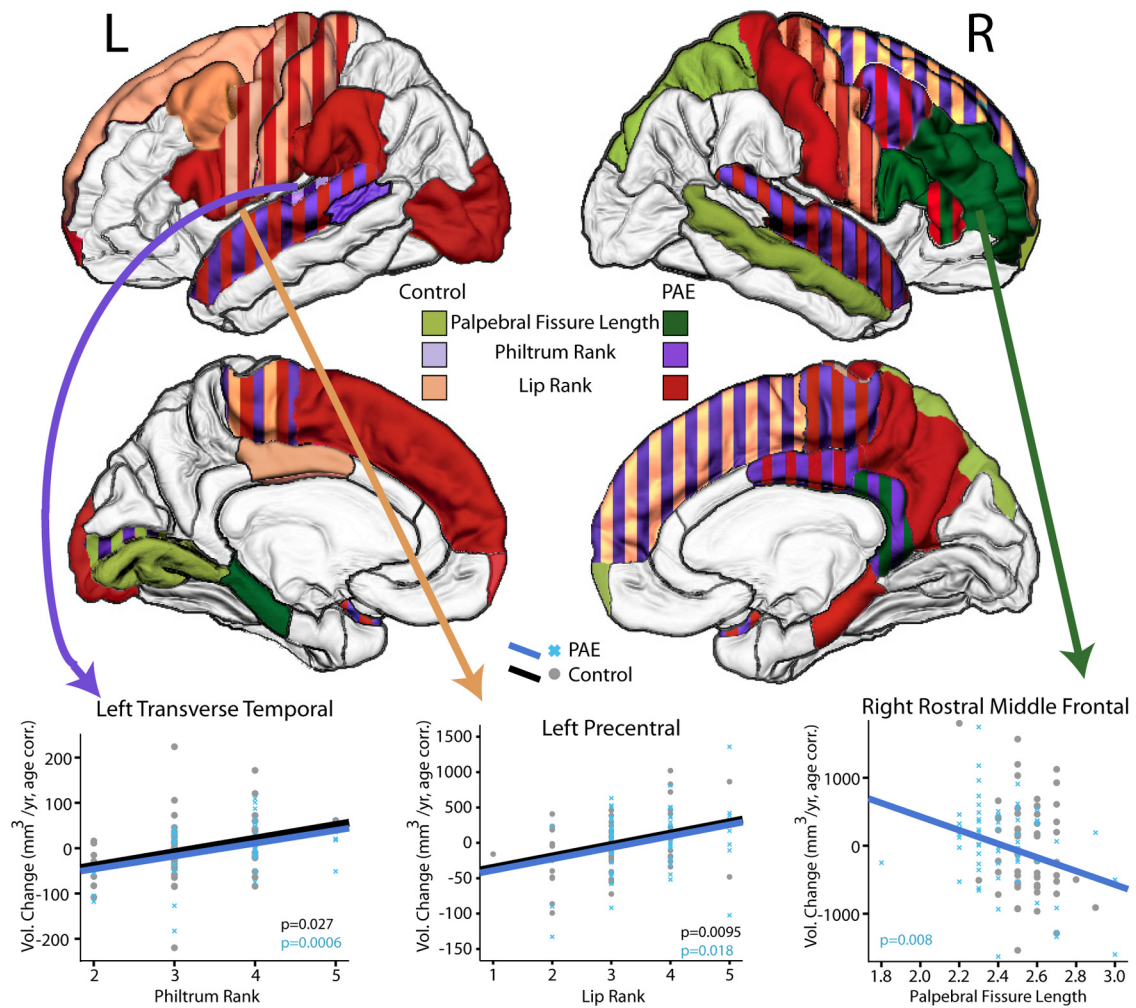 L
R
Control PAE
Palpebral Fissure Length
Philtrum Rank
Lip Rank
PAE
Control
Left Transverse Temporal
Vol. Change (mm³/yr, age corr.)
200
100
0
-100
-200
p=0.027
p=0.0006
2 3 4 5
Philtrum Rank
Left Precentral
Vol. Change (mm³/yr, age corr.)
1500
1000
500
0
-50
-100
-150
p=0.0095
p=0.018
1 2 3 4 5
Lip Rank
Right Rostral Middle Frontal
Vol. Change (mm³/yr, age corr.)
1000
0
-1000
p=0.008
1.8 2.0 2.2 2.4 2.6 2.8 3.0
Palpebral Fissure Length